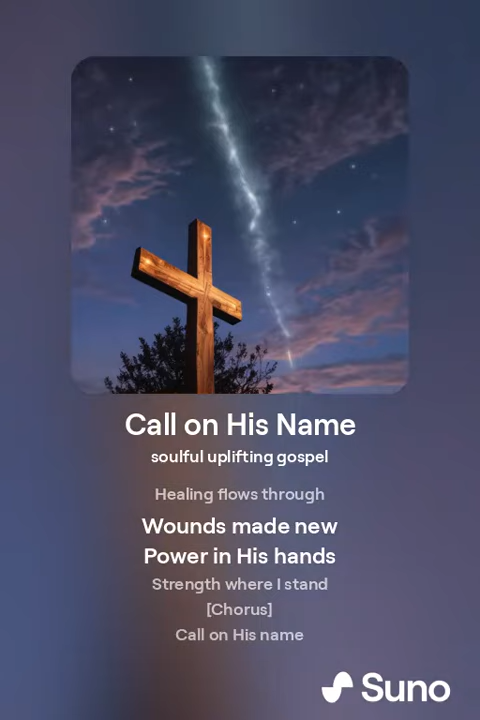 Call on His Name
soulful uplifting gospel
Healing flows through
Wounds made new
Power in His hands
Strength where I stand
[Chorus]
Call on His name
Suno